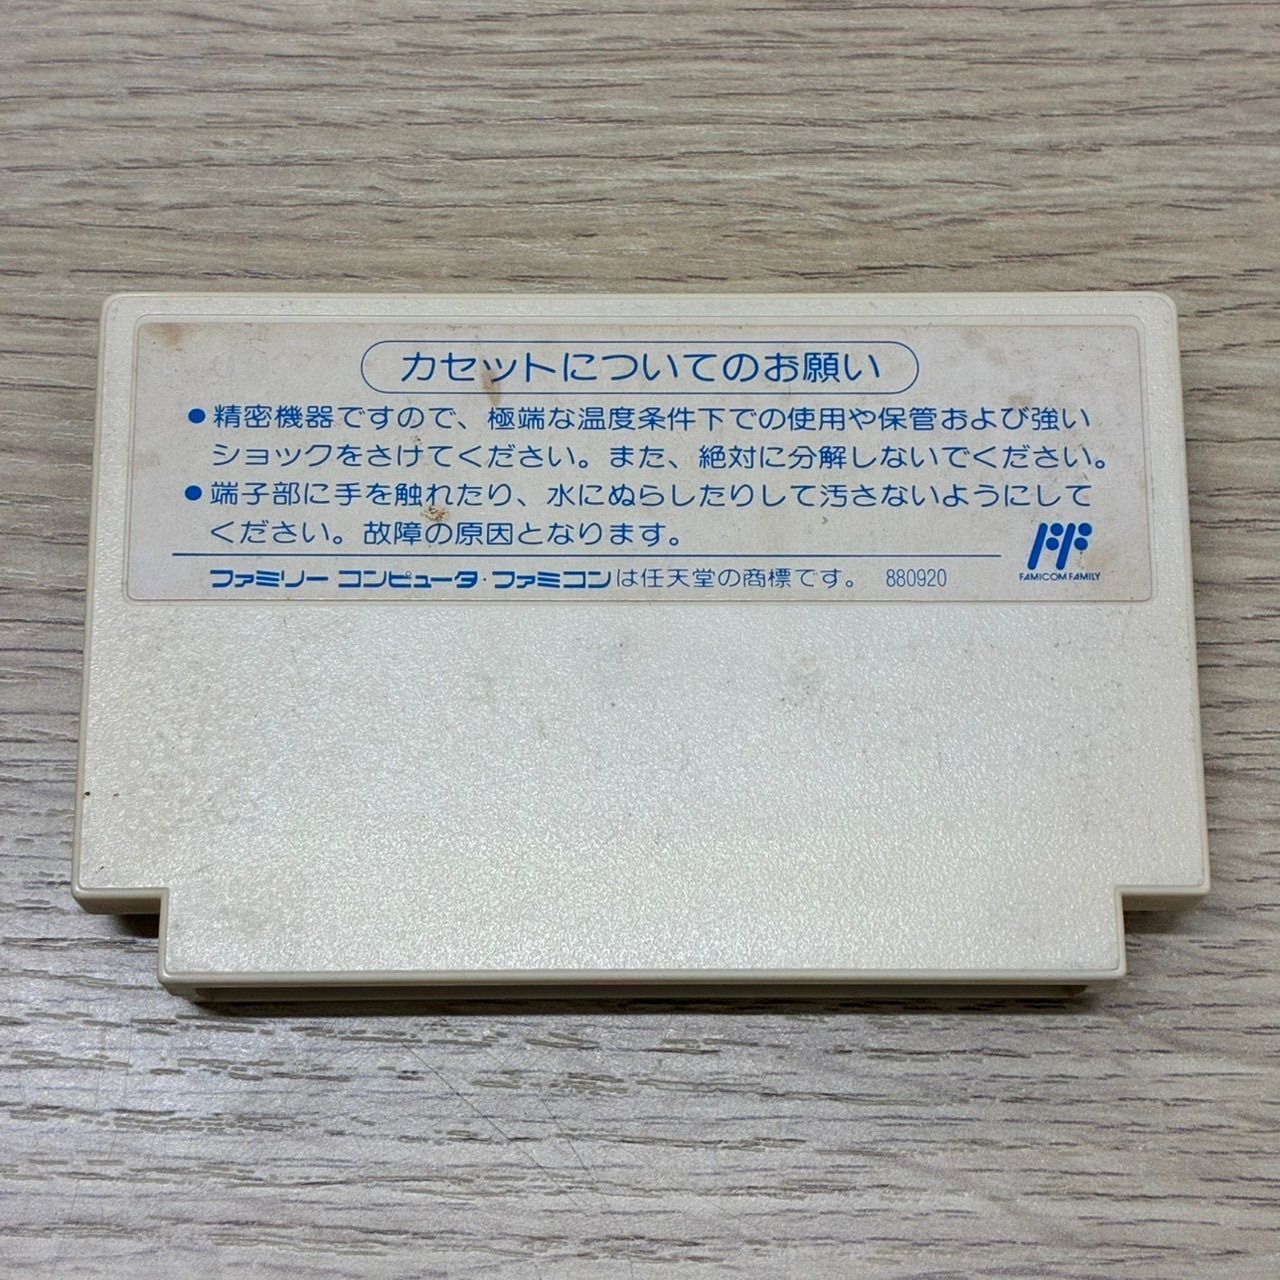 カセットについてのお願い
●精密機器ですので、極端な温度条件下での使用や保管および強い
ショックをさけてください。また、絶対に分解しないでください。
●端子部に手を触れたり、水にぬらしたりして汚さないようにして
ください。故障の原因となります。
ファミリー コンピュータ・ファミコンは任天堂の商標です。 880920
FAMICOM FAMILY